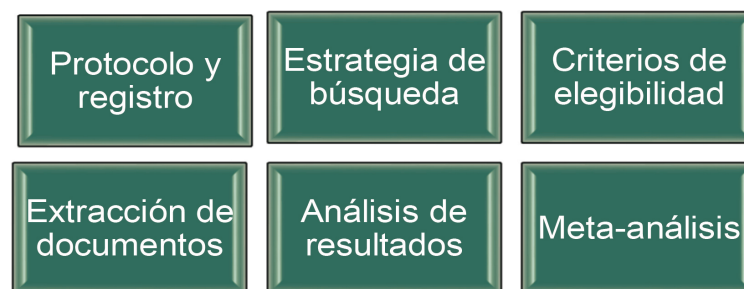 Protocolo y
registro
Estrategia de
búsqueda
Criterios de
elegibilidad
Extracción de
documentos
Análisis de
resultados
Meta-análisis